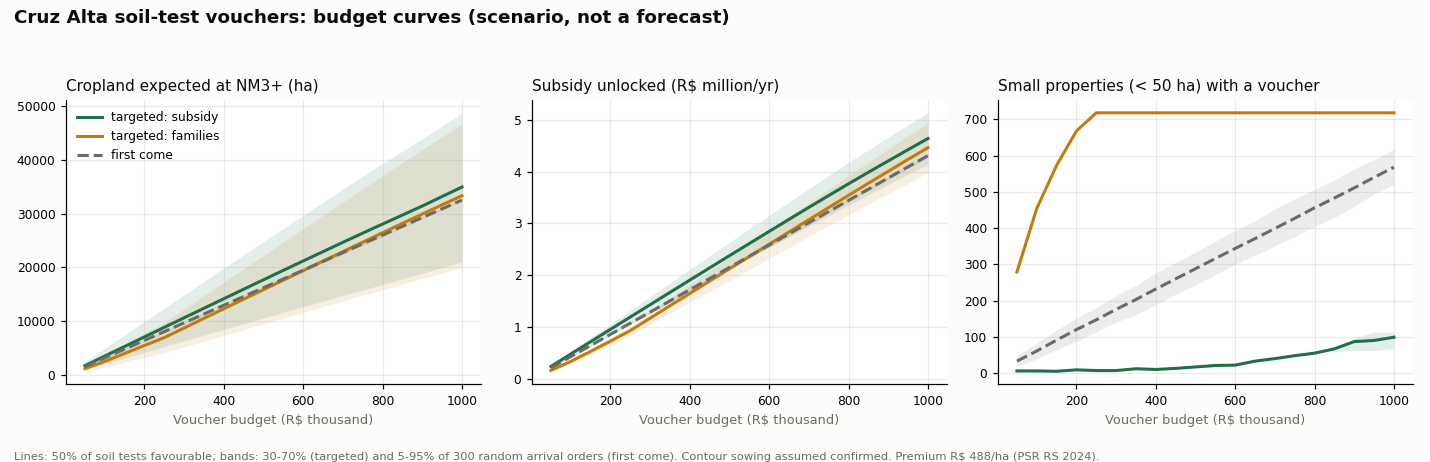 Cruz Alta soil-test vouchers: budget curves (scenario, not a forecast)
Cropland expected at NM3+ (ha)
50000
40000
30000
20000
10000
0
targeted: subsidy
targeted: families
first come
200 400 600 800 1000
Voucher budget (R$ thousand)
Subsidy unlocked (R$ million/yr)
5
4
3
2
1
0
200 400 600 800 1000
Voucher budget (R$ thousand)
Small properties (< 50 ha) with a voucher
700
600
500
400
300
200
100
0
200 400 600 800 1000
Voucher budget (R$ thousand)
Lines: 50% of soil tests favourable; bands: 30-70% (targeted) and 5-95% of 300 random arrival orders (first come). Contour sowing assumed confirmed. Premium R$ 488/ha (PSR RS 2024).